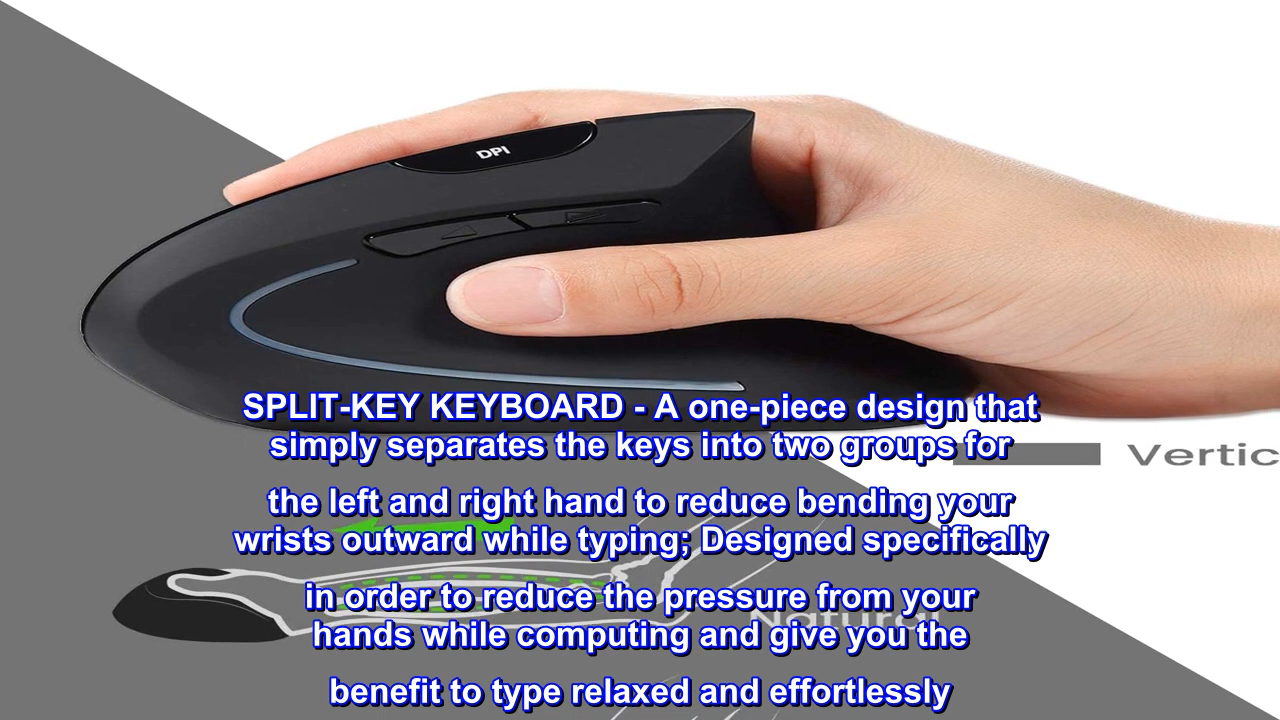 DPI
SPLIT-KEY KEYBOARD - A one-piece design that
simply separates the keys into two groups for
Vertic
the left and right hand to reduce bending your
wrists outward while typing; Designed specifically
in order to reduce the pressure from your
Natural
hands while computing and give you the
benefit to type relaxed and effortlessly